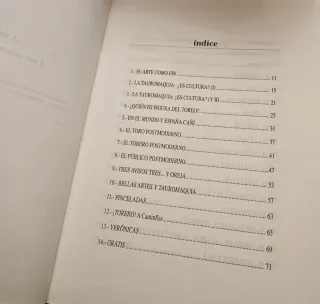 índice
1.- EL ARTE COMO FIN 11
2.- LA TAUROMAQUIA: ¿ES CULTURA? (I) 15
3.- LA TAUROMAQUIA: ¿ES CULTURA? (Y II) 21
4.- ¿QUIÉN ES FIGURA DEL TOREO? 25
5.- EN EL MUNDO Y ESPAÑA CAÑÍ 31
6.- EL TORO POSTMODERNO 37
7.- EL TORERO POSTMODERNO 41
8.- EL PÚBLICO POSTMODERNO 47
9.- TRES AVISOS TRES... Y OREJA 53
10.- BELLAS ARTES Y TAUROMAQUIA 57
11.- PINCELADAS 63
12.- ¡TORERO! A Caminños 65
13.- VERÓNICAS 69
14.- GRATIS 71